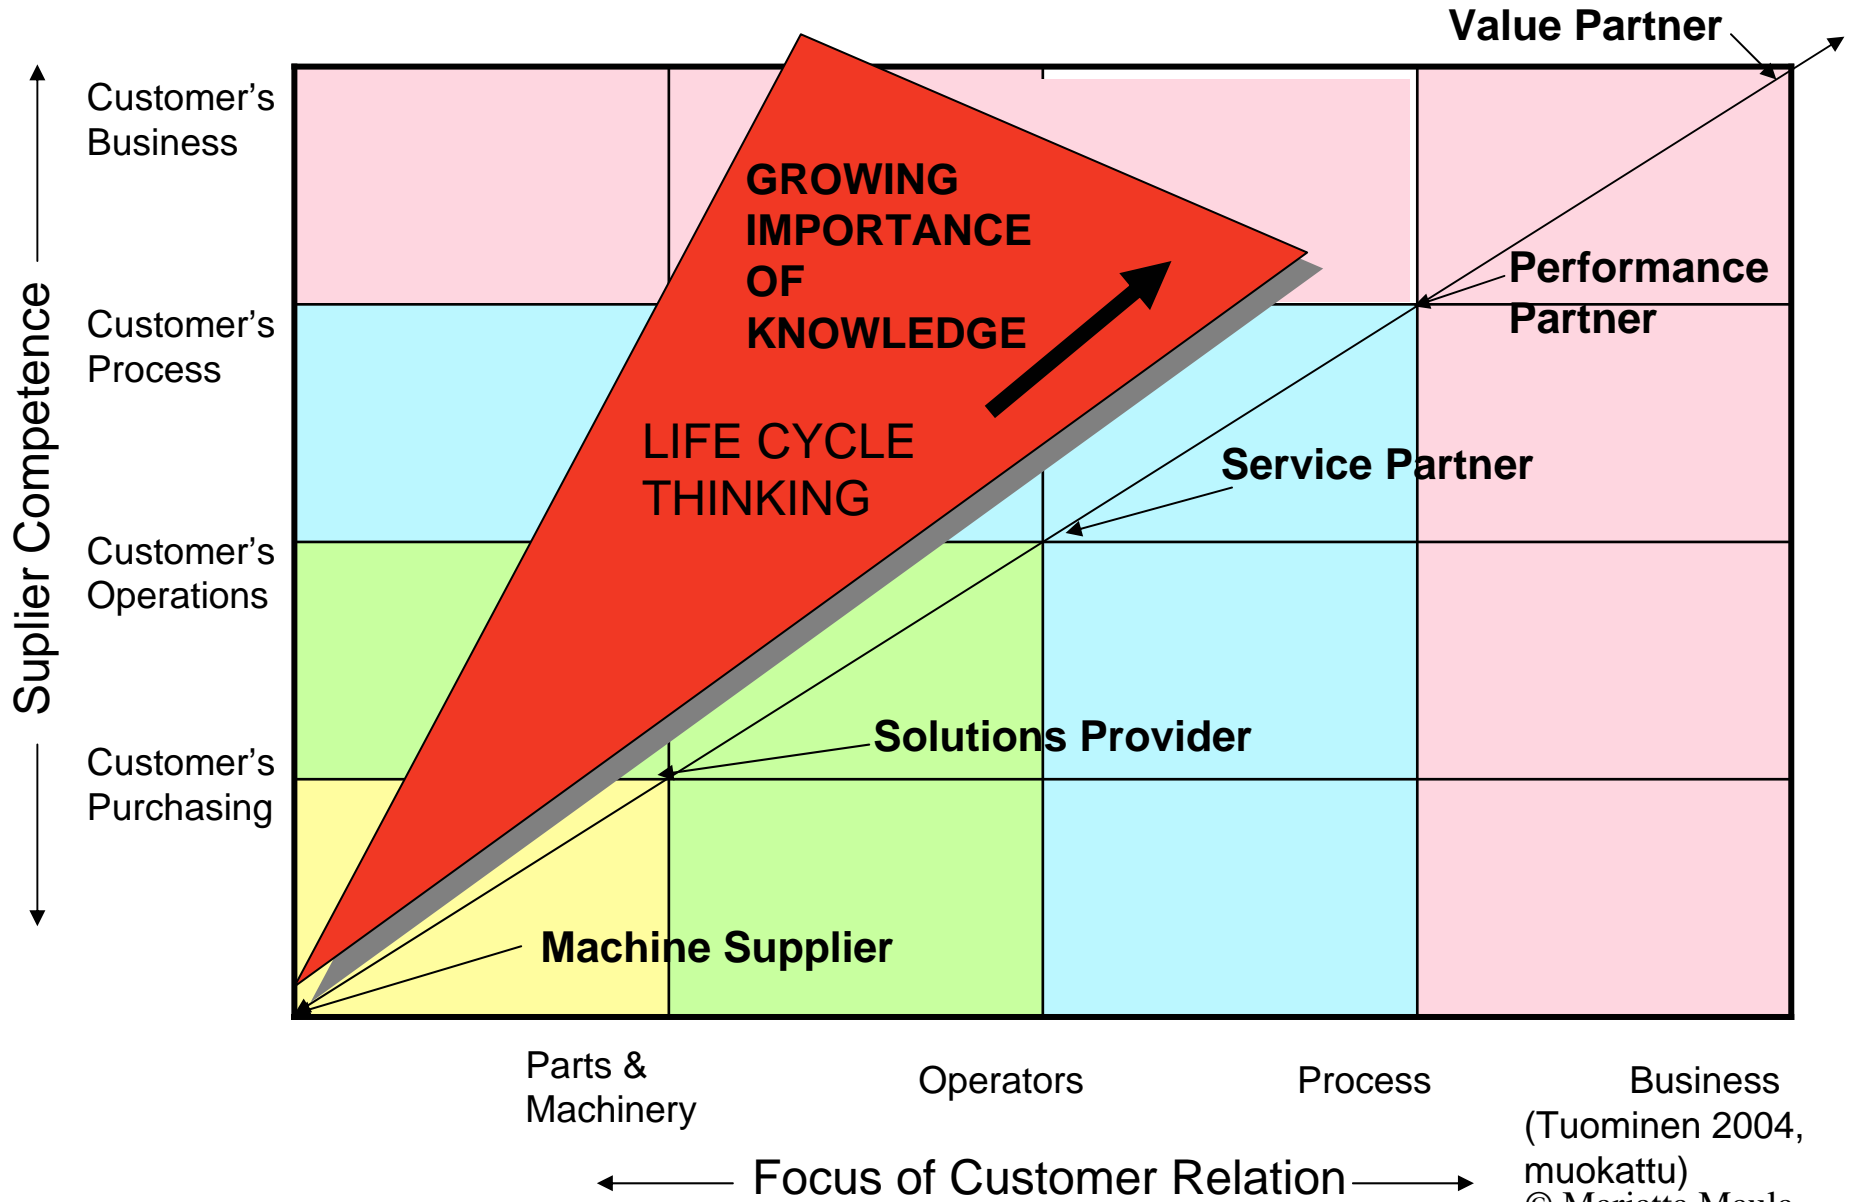 Value Partner
Customer's
Business
GROWING
IMPORTANCE
OF
KNOWLEDGE
Performance
Partner
Customer's
Process
LIFE CYCLE
THINKING
Service Partner
Suplier Competence
Customer's
Operations
Solutions Provider
Customer's
Purchasing
Machine Supplier
Parts &
Machinery
Operators
Process
Business
(Tuominen 2004,
muokattu)
Focus of Customer Relation
© Marjatta Maula